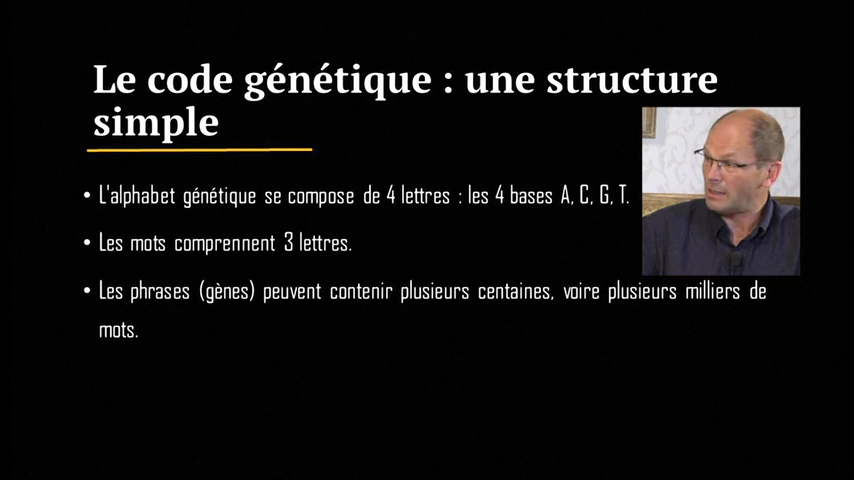 Le code génétique : une structure
simple
• L'alphabet génétique se compose de 4 lettres : les 4 bases A, C, G, T.
• Les mots comprennent 3 lettres.
• Les phrases (gènes) peuvent contenir plusieurs centaines, voire plusieurs milliers de
mots.